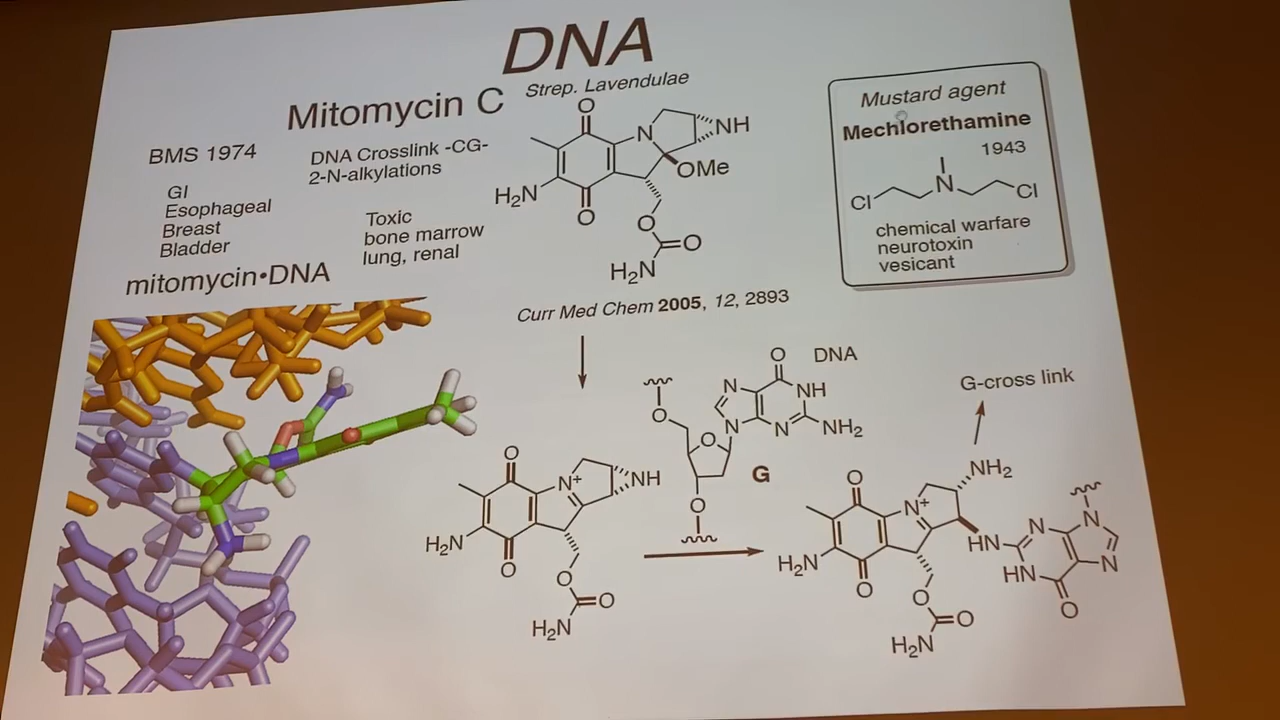 DNA
Strep. Lavendulae
Mitomycin C
BMS 1974
DNA Crosslink -CG-
2-N-alkylations
GI
Esophageal
Breast
Bladder
Toxic
bone marrow
lung, renal
mitomycin•DNA
O
N
NH
OMe
H₂N
O
O
O
H₂N
Mustard agent
Mechlorethamine
1943
Cl
N
Cl
chemical warfare
neurotoxin
vesicant
Curr Med Chem 2005, 12, 2893
O
DNA
N
NH
O
N
N
NH₂
O
G
O
G-cross link
O
N+
NH
H₂N
O
O
O
H₂N
O
N+
NH₂
H₂N
O
HN
N
N
HN
N
O
O
O
H₂N